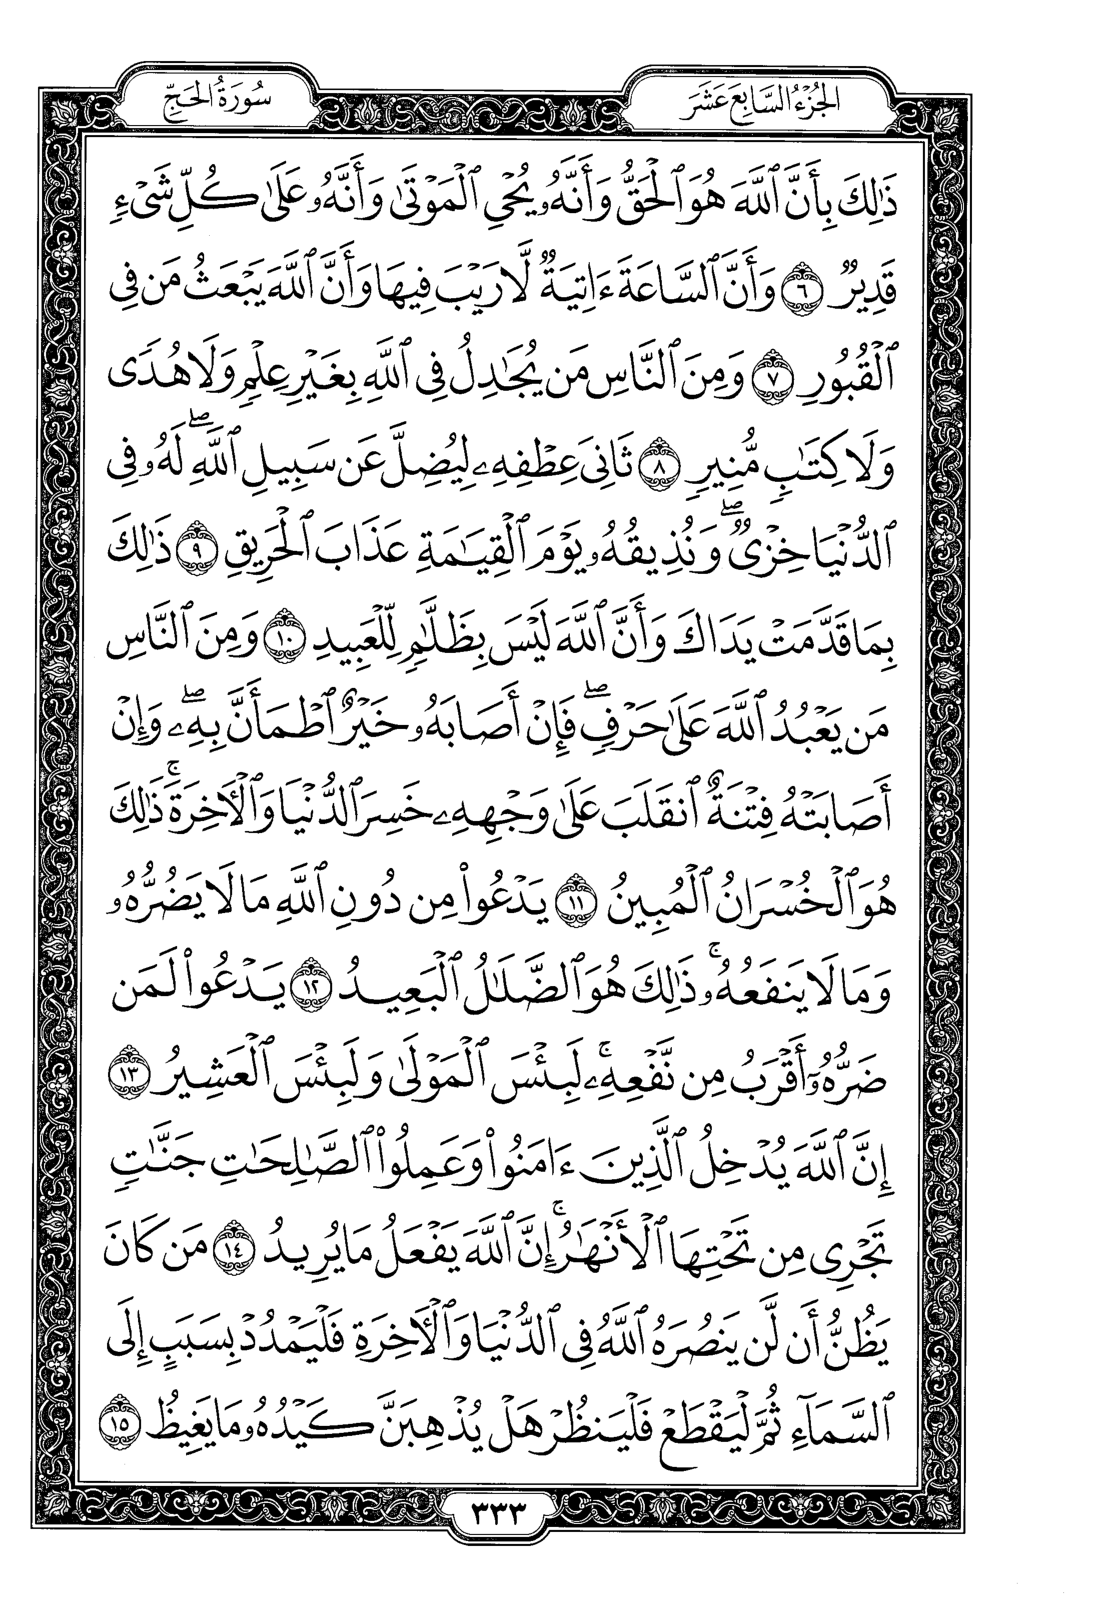 الجُزْءُ السَّابِعَ عَشَرَ
سُورَةُ الحَجِّ
ذَٰلِكَ بِأَنَّ ٱللَّهَ هُوَ ٱلۡحَقُّ وَأَنَّهُۥ يُحۡيِ ٱلۡمَوۡتَىٰ وَأَنَّهُۥ عَلَىٰ كُلِّ شَيۡءٖ
قَدِيرٞ ٦ وَأَنَّ ٱلسَّاعَةَ ءَاتِيَةٞ لَّا رَيۡبَ فِيهَا وَأَنَّ ٱللَّهَ يَبۡعَثُ مَن فِي
ٱلۡقُبُورِ ٧ وَمِنَ ٱلنَّاسِ مَن يُجَٰدِلُ فِي ٱللَّهِ بِغَيۡرِ عِلۡمٖ وَلَا هُدٗى
وَلَا كِتَٰبٖ مُّنِيرٖ ٨ ثَانِيَ عِطۡفِهِۦ لِيُضِلَّ عَن سَبِيلِ ٱللَّهِۖ لَهُۥ فِي
ٱلدُّنۡيَا خِزۡيٞۖ وَنُذِيقُهُۥ يَوۡمَ ٱلۡقِيَٰمَةِ عَذَابَ ٱلۡحَرِيقِ ٩ ذَٰلِكَ
بِمَا قَدَّمَتۡ يَدَاكَ وَأَنَّ ٱللَّهَ لَيۡسَ بِظَلَّٰمٖ لِّلۡعَبِيدِ ١٠ وَمِنَ ٱلنَّاسِ
مَن يَعۡبُدُ ٱللَّهَ عَلَىٰ حَرۡفٖۖ فَإِنۡ أَصَابَهُۥ خَيۡرٌ ٱطۡمَأَنَّ بِهِۦۖ وَإِنۡ
أَصَابَتۡهُ فِتۡنَةٌ ٱنقَلَبَ عَلَىٰ وَجۡهِهِۦ خَسِرَ ٱلدُّنۡيَا وَٱلۡأٓخِرَةَۚ ذَٰلِكَ
هُوَ ٱلۡخُسۡرَانُ ٱلۡمُبِينُ ١١ يَدۡعُواْ مِن دُونِ ٱللَّهِ مَا لَا يَضُرُّهُۥ
وَمَا لَا يَنفَعُهُۥۚ ذَٰلِكَ هُوَ ٱلضَّلَٰلُ ٱلۡبَعِيدُ ١٢ يَدۡعُواْ لَمَن
ضَرُّهُۥٓ أَقۡرَبُ مِن نَّفۡعِهِۦۚ لَبِئۡسَ ٱلۡمَوۡلَىٰ وَلَبِئۡسَ ٱلۡعَشِيرُ ١٣
إِنَّ ٱللَّهَ يُدۡخِلُ ٱلَّذِينَ ءَامَنُواْ وَعَمِلُواْ ٱلصَّٰلِحَٰتِ جَنَّٰتٖ
تَجۡرِي مِن تَحۡتِهَا ٱلۡأَنۡهَٰرُۚ إِنَّ ٱللَّهَ يَفۡعَلُ مَا يُرِيدُ ١٤ مَن كَانَ
يَظُنُّ أَن لَّن يَنصُرَهُ ٱللَّهُ فِي ٱلدُّنۡيَا وَٱلۡأٓخِرَةِ فَلۡيَمۡدُدۡ بِسَبَبٍ إِلَى
ٱلسَّمَآءِ ثُمَّ لۡيَقۡطَعۡ فَلۡيَنظُرۡ هَلۡ يُذۡهِبَنَّ كَيۡدُهُۥ مَا يَغِيظُ ١٥
٣٣٣